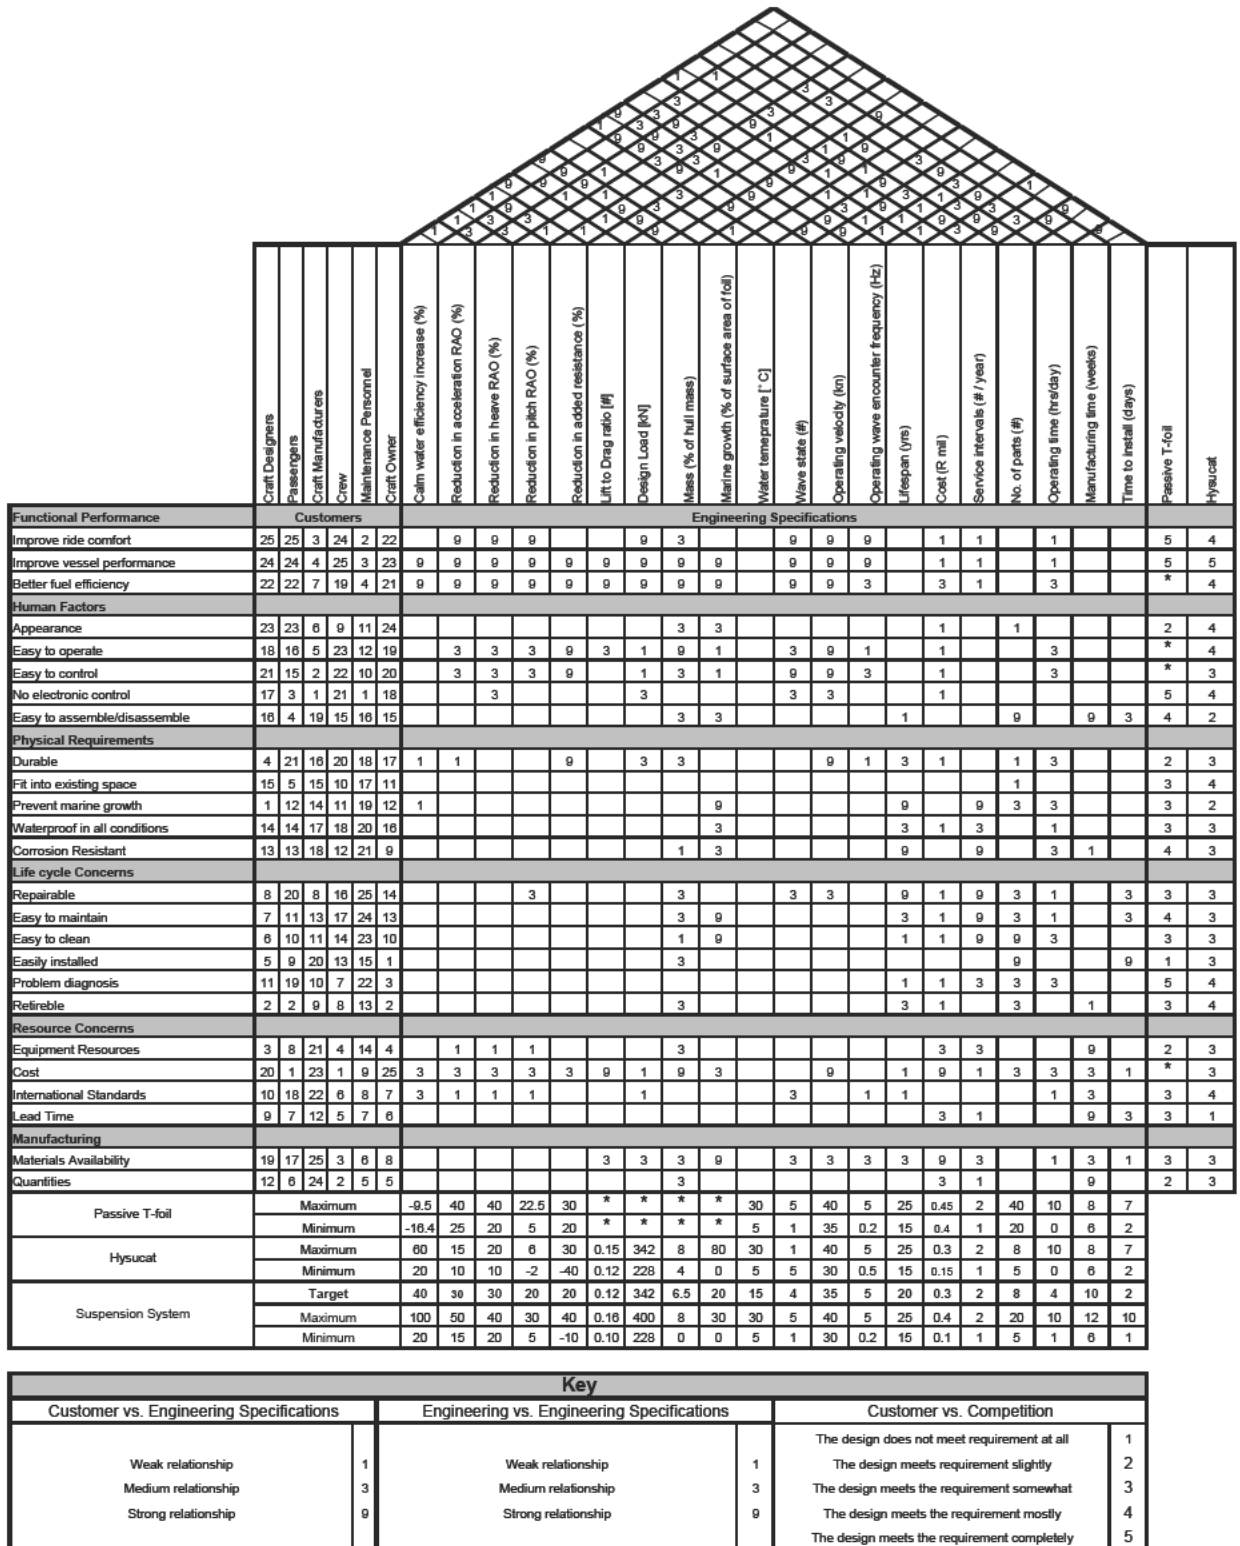 1 1
9 3
3 3
Craft Designers
Passengers
Craft Manufacturers
Crew
Maintenance Personnel
Craft Owner
Calm water efficiency increase (%)
Reduction in acceleration RAO (%)
Reduction in heave RAO (%)
Reduction in pitch RAO (%)
Reduction in added resistance (%)
Lift to Drag ratio [#]
Design Load [kN]
Mass (% of hull mass)
Marine growth (% of surface area of foil)
Water temeprature [˚C]
Wave state (#)
Operating velocity (kn)
Operating wave encounter frequency (Hz)
Lifespan (yrs)
Cost (R mil)
Service intervals (# / year)
No. of parts (#)
Operating time (hrs/day)
Manufacturing time (weeks)
Time to install (days)
Passive T-foil
Hysucat
Functional Performance Customers Engineering Specifications
Improve ride comfort 25 25 3 24 2 22 9 9 9 9 3 9 9 9 1 1 1 5 4
Improve vessel performance 24 24 4 25 3 23 9 9 9 9 9 9 9 9 9 9 9 9 1 1 1 5 5
Better fuel efficiency 22 22 7 19 4 21 9 9 9 9 9 9 9 9 9 9 9 3 3 1 3 * 4
Human Factors
Appearance 23 23 6 9 11 24 3 3 1 1 2 4
Easy to operate 18 16 5 23 12 19 3 3 3 9 3 1 9 1 3 9 1 1 3 * 4
Easy to control 21 15 2 22 10 20 3 3 3 9 1 3 1 9 9 3 1 3 * 3
No electronic control 17 3 1 21 1 18 3 3 3 3 1 5 4
Easy to assemble/disassemble 16 4 19 15 16 15 3 3 1 9 9 3 4 2
Physical Requirements
Durable 4 21 16 20 18 17 1 1 9 3 3 9 1 3 1 1 3 2 3
Fit into existing space 15 5 15 10 17 11 1 3 4
Prevent marine growth 1 12 14 11 19 12 1 9 9 9 3 3 3 2
Waterproof in all conditions 14 14 17 18 20 16 3 3 1 3 1 3 3
Corrosion Resistant 13 13 18 12 21 9 1 3 9 9 3 1 4 3
Life cycle Concerns
Repairable 8 20 8 16 25 14 3 3 3 3 9 1 9 3 1 3 3 3
Easy to maintain 7 11 13 17 24 13 3 9 3 1 9 3 1 3 4 3
Easy to clean 6 10 11 14 23 10 1 9 1 1 9 9 3 3 3
Easily installed 5 9 20 13 15 1 3 9 9 1 3
Problem diagnosis 11 19 10 7 22 3 1 1 3 3 3 5 4
Retireble 2 2 9 8 13 2 3 3 1 3 1 3 4
Resource Concerns
Equipment Resources 3 8 21 4 14 4 1 1 1 3 3 3 9 2 3
Cost 20 1 23 1 9 25 3 3 3 3 3 9 1 9 3 9 1 9 1 3 3 3 1 * 3
International Standards 10 18 22 6 8 7 3 1 1 1 1 3 1 1 1 3 3 4
Lead Time 9 7 12 5 7 6 3 1 9 3 3 1
Manufacturing
Materials Availability 19 17 25 3 6 8 3 3 3 9 3 3 3 3 9 3 1 3 1 3 3
Quantities 12 6 24 2 5 5 3 3 1 9 2 3
Passive T-foil
Maximum -9.5 40 40 22.5 30 * * * * 30 5 40 5 25 0.45 2 40 10 8 7
Minimum -16.4 25 20 5 20 * * * * 5 1 35 0.2 15 0.4 1 20 0 6 2
Hysucat
Maximum 60 15 20 6 30 0.15 342 8 80 30 1 40 5 25 0.3 2 8 10 8 7
Minimum 20 10 10 -2 -40 0.12 228 4 0 5 5 30 0.5 15 0.15 1 5 0 6 2
Suspension System
Target 40 30 30 20 20 0.12 342 6.5 20 15 4 35 5 20 0.3 2 8 4 10 2
Maximum 100 50 40 30 40 0.16 400 8 30 30 5 40 5 25 0.4 2 20 10 12 10
Minimum 20 15 20 5 -10 0.10 228 0 0 5 1 30 0.2 15 0.1 1 5 1 6 1
Key
Customer vs. Engineering Specifications Engineering vs. Engineering Specifications Customer vs. Competition
The design does not meet requirement at all 1
Weak relationship 1 Weak relationship 1 The design meets requirement slightly 2
Medium relationship 3 Medium relationship 3 The design meets the requirement somewhat 3
Strong relationship 9 Strong relationship 9 The design meets the requirement mostly 4
The design meets the requirement completely 5